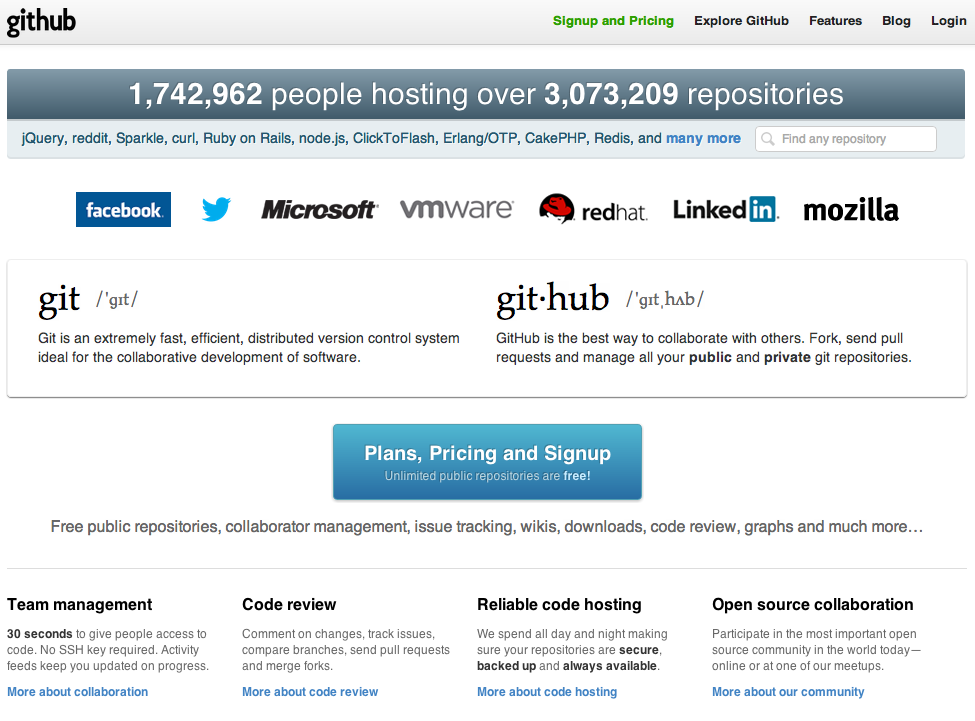 github
Signup and Pricing Explore GitHub Features Blog Login
1,742,962 people hosting over 3,073,209 repositories
jQuery, reddit, Sparkle, curl, Ruby on Rails, node.js, ClickToFlash, Erlang/OTP, CakePHP, Redis, and many more
Find any repository
facebook. Microsoft vmware redhat. Linked in. mozilla
git /'gɪt/
Git is an extremely fast, efficient, distributed version control system
ideal for the collaborative development of software.
git·hub /'gɪt,hʌb/
GitHub is the best way to collaborate with others. Fork, send pull
requests and manage all your public and private git repositories.
Plans, Pricing and Signup
Unlimited public repositories are free!
Free public repositories, collaborator management, issue tracking, wikis, downloads, code review, graphs and much more…
Team management
30 seconds to give people access to
code. No SSH key required. Activity
feeds keep you updated on progress.
More about collaboration
Code review
Comment on changes, track issues,
compare branches, send pull requests
and merge forks.
More about code review
Reliable code hosting
We spend all day and night making
sure your repositories are secure,
backed up and always available.
More about code hosting
Open source collaboration
Participate in the most important open
source community in the world today—
online or at one of our meetups.
More about our community